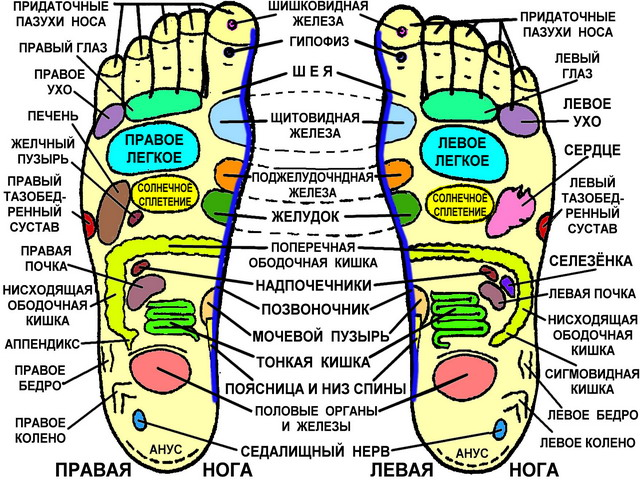 ПРИДАТОЧНЫЕ
ПАЗУХИ НОСА
ПРАВЫЙ ГЛАЗ
ПРАВОЕ
УХО
ПЕЧЕНЬ
ЖЕЛЧНЫЙ
ПУЗЫРЬ
ПРАВЫЙ
ТАЗОБЕД-
РЕННЫЙ
СУСТАВ
ПРАВАЯ
ПОЧКА
НИСХОДЯЩАЯ
ОБОДОЧНАЯ
КИШКА
АППЕНДИКС
ПРАВОЕ
БЕДРО
ПРАВОЕ
КОЛЕНО
ПРАВОЕ
ЛЕГКОЕ
СОЛНЕЧНОЕ
СПЛЕТЕНИЕ
АНУС
ПРАВАЯ НОГА
ШИШКОВИДНАЯ
ЖЕЛЕЗА
ГИПОФИЗ
ШЕЯ
ЩИТОВИДНАЯ
ЖЕЛЕЗА
ПОДЖЕЛУДОЧНДНАЯ
ЖЕЛЕЗА
ЖЕЛУДОК
ПОПЕРЕЧНАЯ
ОБОДОЧНАЯ КИШКА
НАДПОЧЕЧНИКИ
ПОЗВОНОЧНИК
МОЧЕВОЙ ПУЗЫРЬ
ТОНКАЯ КИШКА
ПОЯСНИЦА И НИЗ СПИНЫ
ПОЛОВЫЕ ОРГАНЫ
И ЖЕЛЕЗЫ
СЕДАЛИЩНЫЙ НЕРВ
ПРИДАТОЧНЫЕ
ПАЗУХИ НОСА
ЛЕВЫЙ
ГЛАЗ
ЛЕВОЕ
УХО
СЕРДЦЕ
ЛЕВЫЙ
ТАЗОБЕД-
РЕННЫЙ
СУСТАВ
СЕЛЕЗЁНКА
ЛЕВАЯ ПОЧКА
НИСХОДЯЩАЯ
ОБОДОЧНАЯ
КИШКА
СИГМОВИДНАЯ
КИШКА
ЛЕВОЕ БЕДРО
ЛЕВОЕ КОЛЕНО
ЛЕВОЕ
ЛЕГКОЕ
СОЛНЕЧНОЕ
СПЛЕТЕНИЕ
АНУС
ЛЕВАЯ НОГА